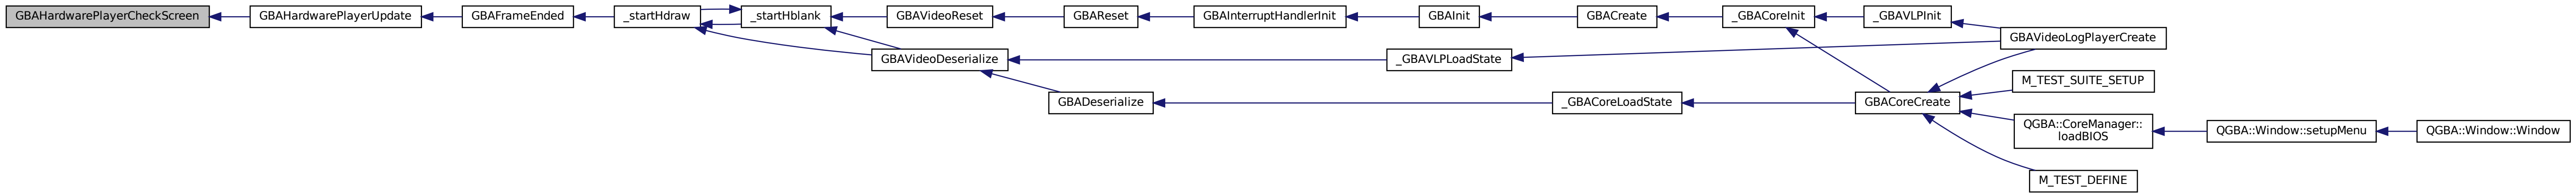 GBAHardwarePlayerCheckScreen
GBAHardwarePlayerUpdate
GBAFrameEnded
_startHdraw
_startHblank
GBAVideoReset
GBAReset
GBAInterruptHandlerInit
GBAInit
GBACreate
_GBACoreInit
_GBAVLPInit
GBAVideoLogPlayerCreate
GBAVideoDeserialize
_GBAVLPLoadState
M_TEST_SUITE_SETUP
GBADeserialize
_GBACoreLoadState
GBACoreCreate
QGBA::CoreManager::
loadBIOS
QGBA::Window::setupMenu
QGBA::Window::Window
M_TEST_DEFINE